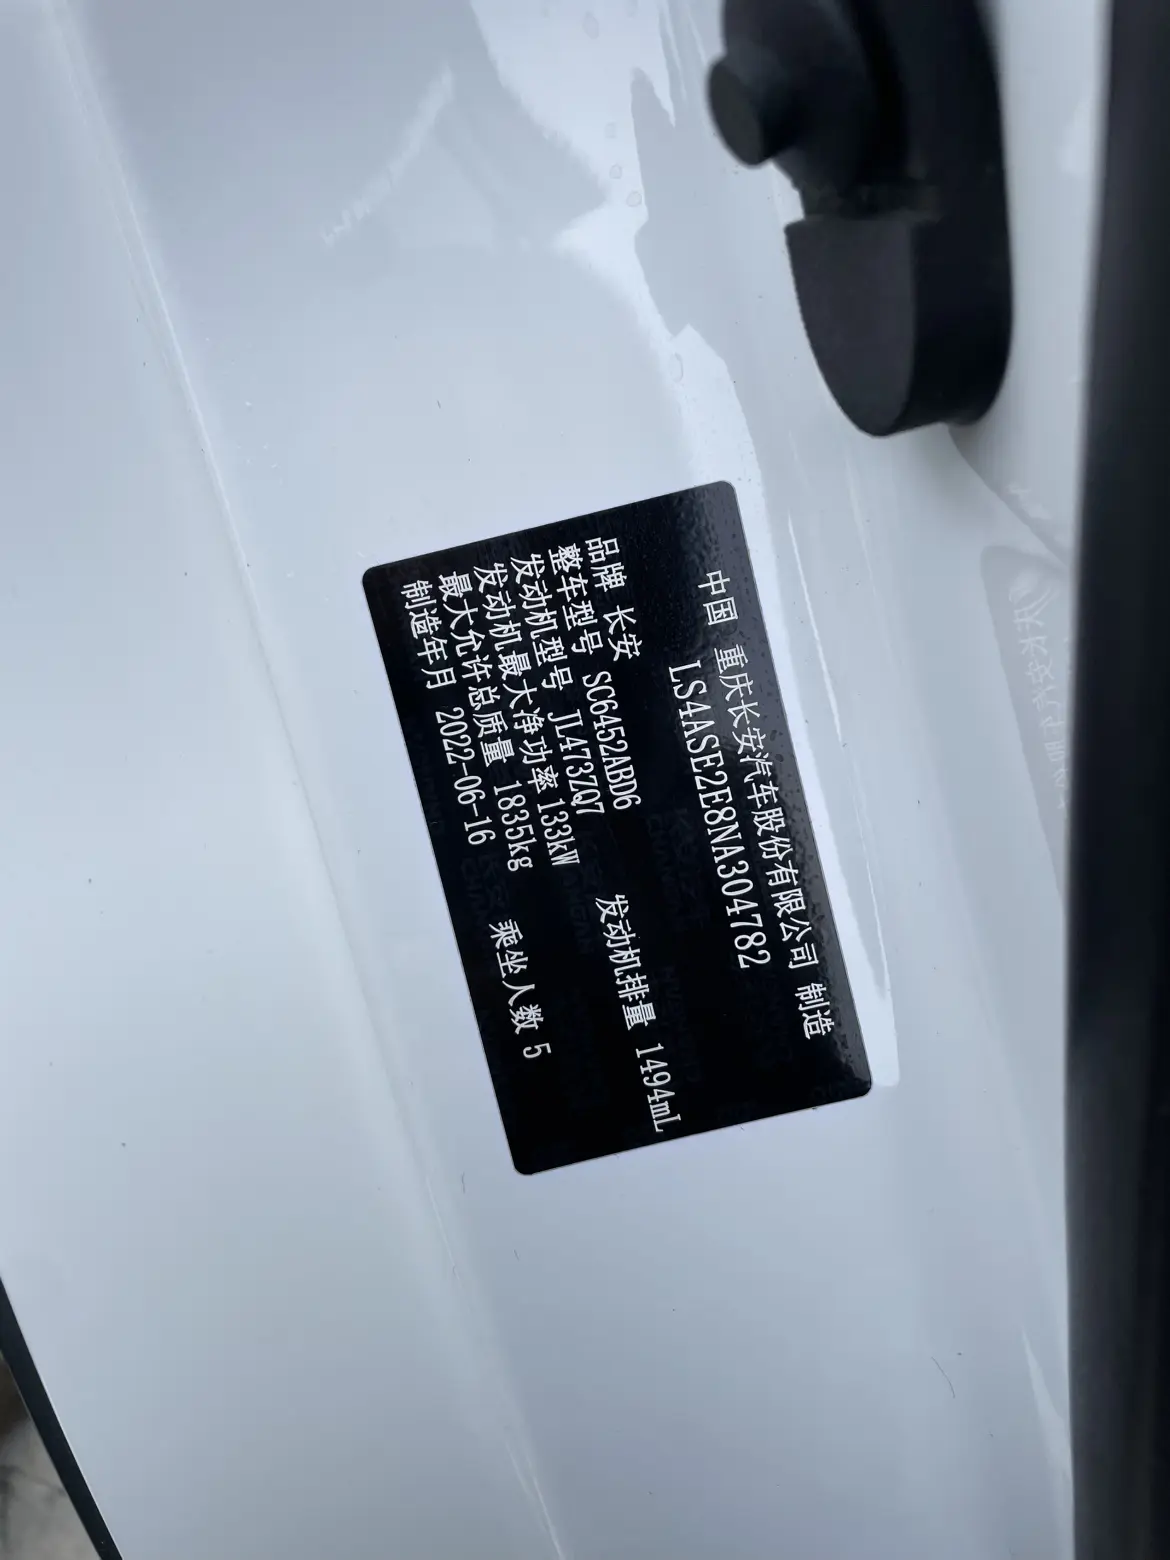 中国 重庆长安汽车股份有限公司 制造
LS4ASE2E8NA304782
品牌 长安
整车型号 SC6452ABD6
发动机型号 JL473ZQ7 发动机排量 1494mL
发动机最大净功率 133kW
最大允许总质量 1835kg 乘坐人数 5
制造年月 2022-06-16